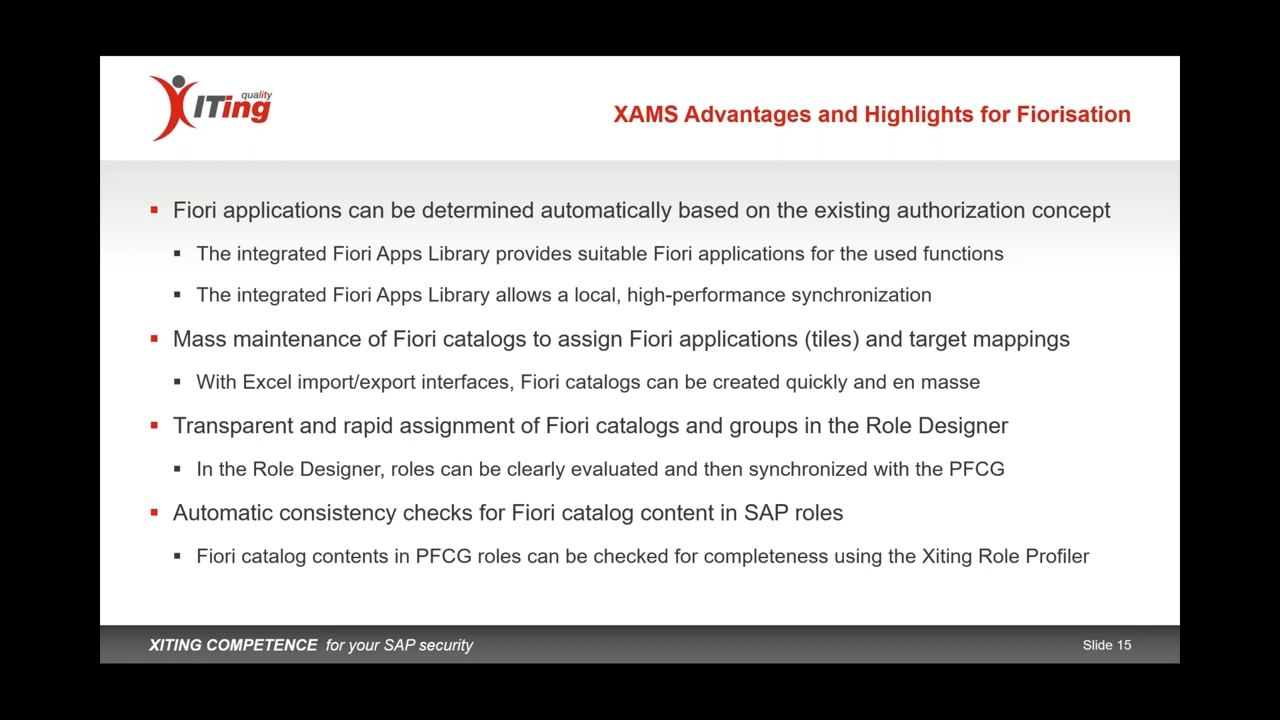 quality
XITing
XAMS Advantages and Highlights for Fiorisation
▪ Fiori applications can be determined automatically based on the existing authorization concept
▪ The integrated Fiori Apps Library provides suitable Fiori applications for the used functions
▪ The integrated Fiori Apps Library allows a local, high-performance synchronization
▪ Mass maintenance of Fiori catalogs to assign Fiori applications (tiles) and target mappings
▪ With Excel import/export interfaces, Fiori catalogs can be created quickly and en masse
▪ Transparent and rapid assignment of Fiori catalogs and groups in the Role Designer
▪ In the Role Designer, roles can be clearly evaluated and then synchronized with the PFCG
▪ Automatic consistency checks for Fiori catalog content in SAP roles
▪ Fiori catalog contents in PFCG roles can be checked for completeness using the Xiting Role Profiler
XITING COMPETENCE for your SAP security
Slide 15